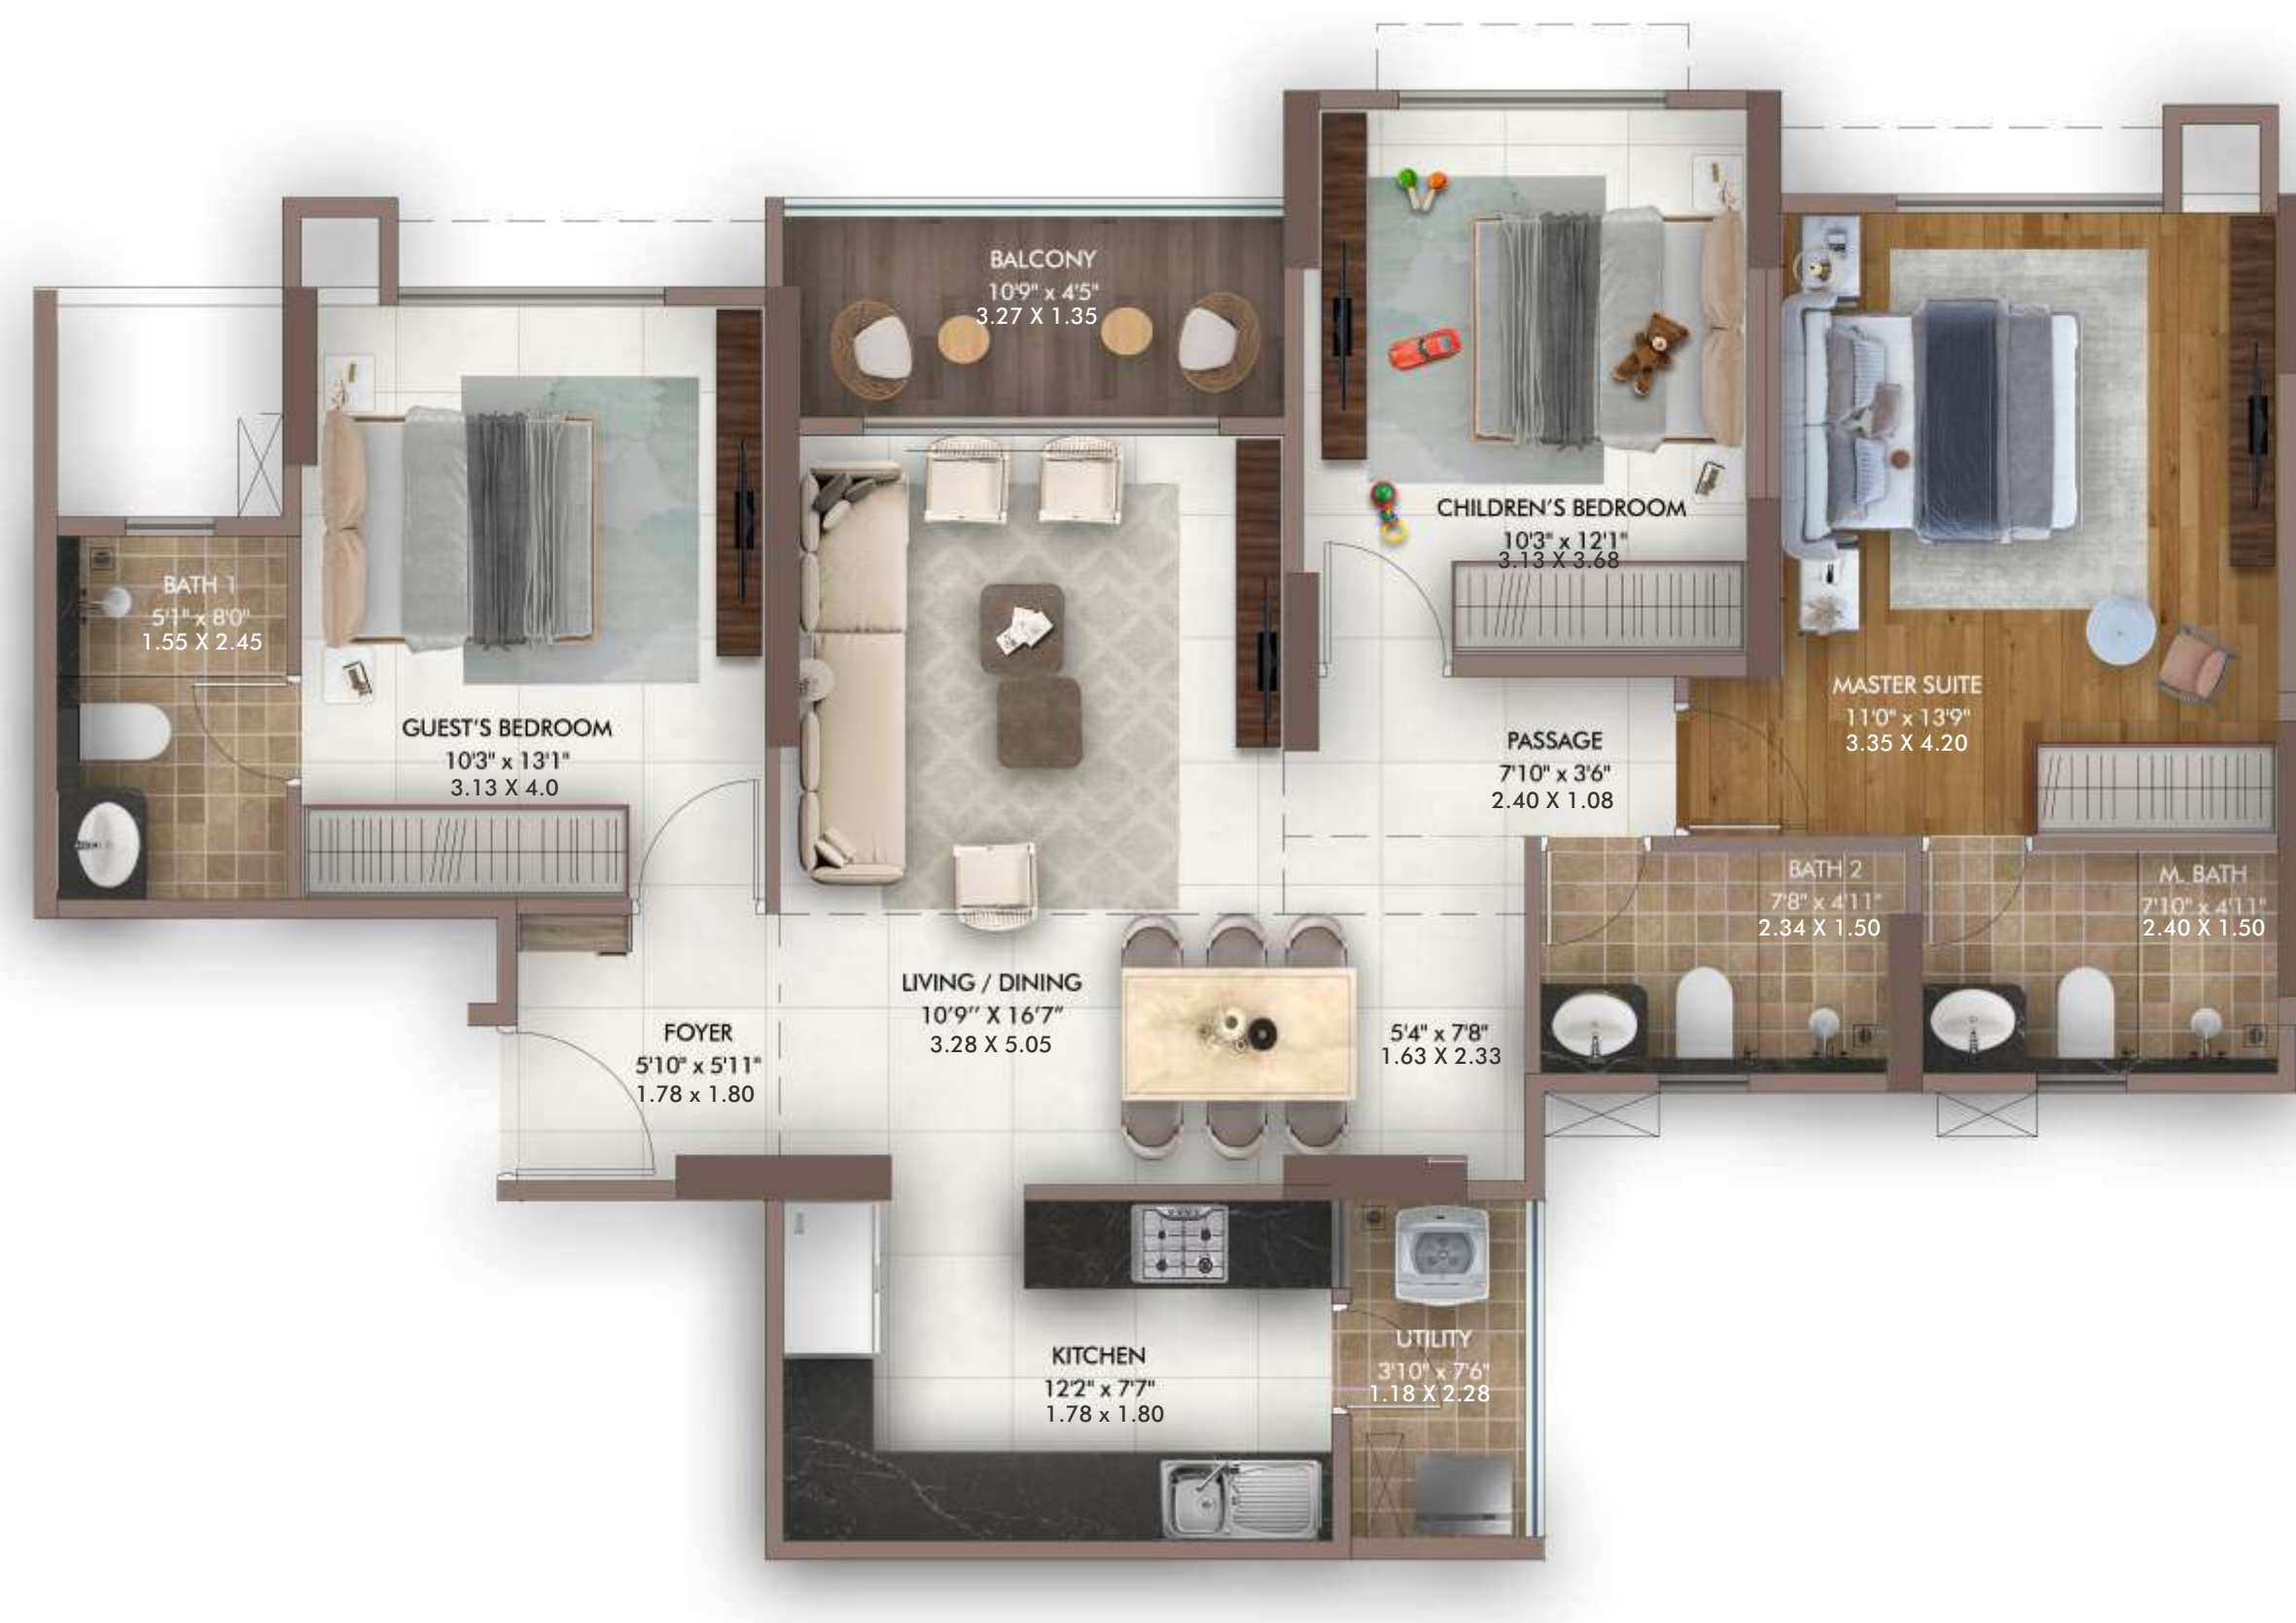 BALCONY
10'9" x 4'5"
3.27 X 1.35
CHILDREN'S BEDROOM
10'3" x 12'1"
3.13 X 3.68
BATH 1
5'1" x 8'0"
1.55 X 2.45
GUEST'S BEDROOM
10'3" x 13'1"
3.13 X 4.0
MASTER SUITE
11'0" x 13'9"
3.35 X 4.20
PASSAGE
7'10" x 3'6"
2.40 X 1.08
BATH 2
7'8" x 4'11"
2.34 X 1.50
M. BATH
7'10" x 4'11"
2.40 X 1.50
LIVING / DINING
10'9'' X 16'7"
3.28 X 5.05
FOYER
5'10" x 5'11"
1.78 x 1.80
5'4" x 7'8"
1.63 X 2.33
KITCHEN
12'2" x 7'7"
1.78 x 1.80
UTILITY
3'10" x 7'6"
1.18 X 2.28